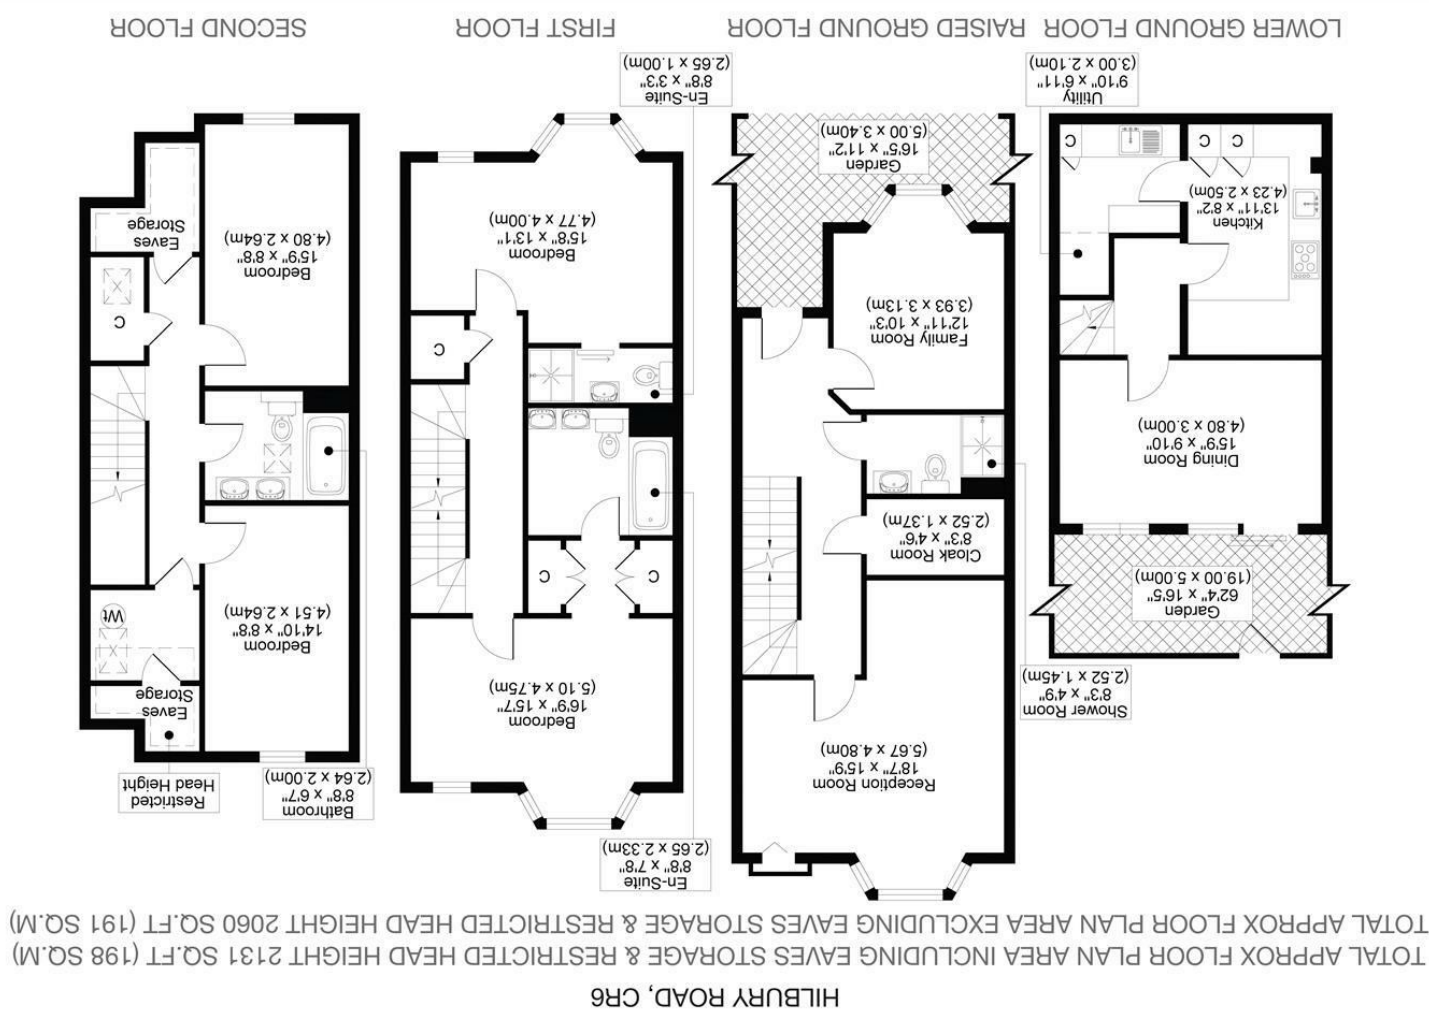 HILBURY ROAD, CR6
TOTAL APPROX FLOOR PLAN AREA INCLUDING EAVES STORAGE & RESTRICTED HEAD HEIGHT 2131 SQ.FT (198 SQ.M)
TOTAL APPROX FLOOR PLAN AREA EXCLUDING EAVES STORAGE & RESTRICTED HEAD HEIGHT 2060 SQ.FT (191 SQ.M)
Garden
62'4" x 16'5"
(19.00 x 5.00m)
Dining Room
15'9" x 9'10"
(4.80 x 3.00m)
Kitchen
13'11" x 8'2"
(4.23 x 2.50m)
C
C
C
Utility
9'10" x 6'11"
(3.00 x 2.10m)
LOWER GROUND FLOOR
Reception Room
18'7" x 15'9"
(5.67 x 4.80m)
Shower Room
8'3" x 4'9"
(2.52 x 1.45m)
Cloak Room
8'3" x 4'6"
(2.52 x 1.37m)
Family Room
12'11" x 10'3"
(3.93 x 3.13m)
Garden
16'5" x 11'2"
(5.00 x 3.40m)
RAISED GROUND FLOOR
En-Suite
8'8" x 7'8"
(2.65 x 2.33m)
Bedroom
16'9" x 15'7"
(5.10 x 4.75m)
C
C
C
Bedroom
15'8" x 13'1"
(4.77 x 4.00m)
En-Suite
8'8" x 3'3"
(2.65 x 1.00m)
FIRST FLOOR
Bathroom
8'8" x 6'7"
(2.64 x 2.00m)
Restricted
Head Height
Eaves
Storage
Bedroom
14'10" x 8'8"
(4.51 x 2.64m)
Wt
C
Bedroom
15'9" x 8'8"
(4.80 x 2.64m)
Eaves
Storage
SECOND FLOOR